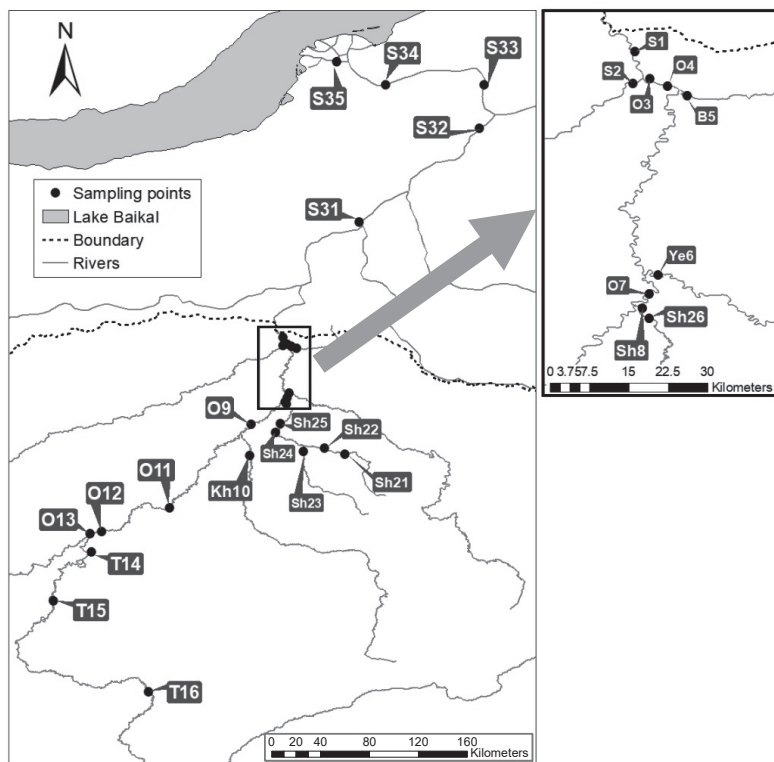 N
S35
S34
S33
S32
S31
Sampling points
Lake Baikal
Boundary
Rivers
O9
Sh25
Sh22
Sh24
Sh21
Sh23
Kh10
O11
O12
O13
T14
T15
T16
0 10 20 40 80 120 160
Kilometers
S1
S2
O4
O3
B5
Ye6
O7
Sh26
Sh8
0 3.757.5 15 22.5 30
Kilometers